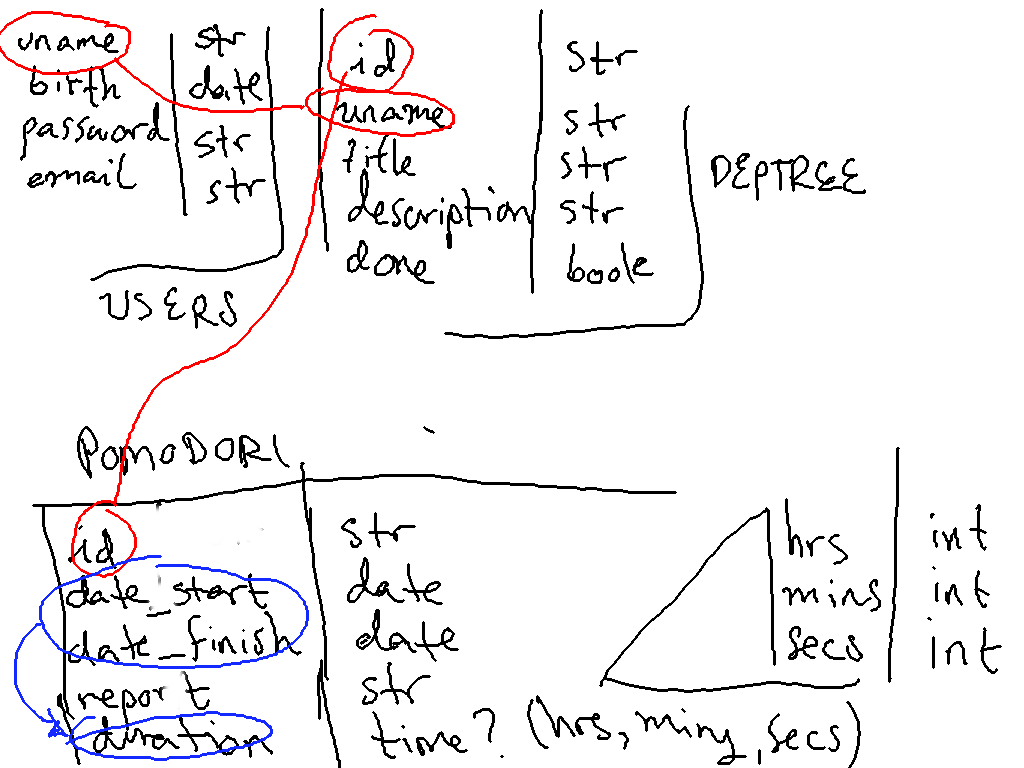 uname str
birth date
password str
email str
USERS
id str
uname str
title str
description str
done boole
DEPTREE
POMODORI
id str
date_start date
date_finish date
report str
duration time? (hrs, miny, secs)
hrs int
mins int
secs int